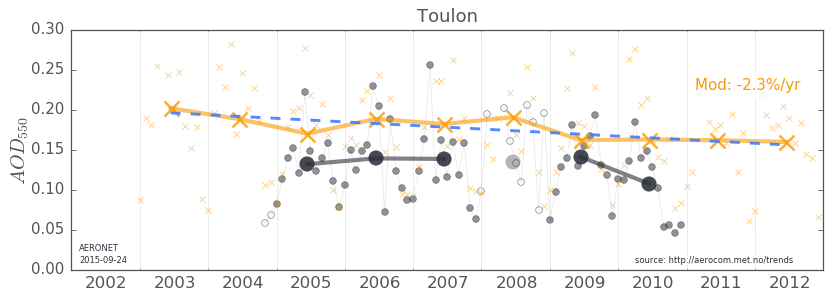 Toulon
0.30
0.25
0.20
0.15
0.10
0.05
0.00
AOD550
Mod: -2.3%/yr
AERONET
2015-09-24
source: http://aerocom.met.no/trends
2002 2003 2004 2005 2006 2007 2008 2009 2010 2011 2012